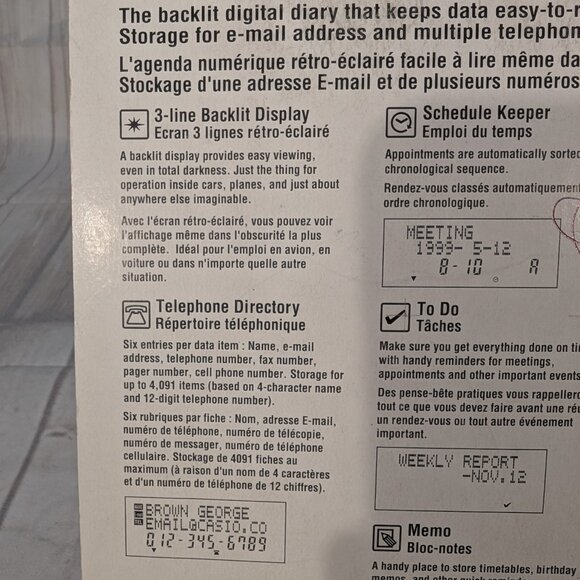 The backlit digital diary that keeps data easy-to-r
Storage for e-mail address and multiple telephon
L'agenda numérique rétro-éclairé facile à lire même da
Stockage d'une adresse E-mail et de plusieurs numéros
3-line Backlit Display
Ecran 3 lignes rétro-éclairé
A backlit display provides easy viewing,
even in total darkness. Just the thing for
operation inside cars, planes, and just about
anywhere else imaginable.
Avec l'écran rétro-éclairé, vous pouvez voir
l'affichage même dans l'obscurité la plus
complète. Idéal pour l'emploi en avion, en
voiture ou dans n'importe quelle autre
situation.
Telephone Directory
Répertoire téléphonique
Six entries per data item : Name, e-mail
address, telephone number, fax number,
pager number, cell phone number. Storage for
up to 4,091 items (based on 4-character name
and 12-digit telephone number).
Six rubriques par fiche : Nom, adresse E-mail,
numéro de téléphone, numéro de télécopie,
numéro de messager, numéro de téléphone
cellulaire. Stockage de 4091 fiches au
maximum (à raison d'un nom de 4 caractères
et d'un numéro de téléphone de 12 chiffres).
BROWN GEORGE
EMAIL@CASIO.CO
012-345-6789
Schedule Keeper
Emploi du temps
Appointments are automatically sorted
chronological sequence.
Rendez-vous classés automatiquemen
ordre chronologique.
MEETING
1999- 5-12
8-10 A
To Do
Tâches
Make sure you get everything done on tim
with handy reminders for meetings,
appointments and other important events
Des pense-bête pratiques vous rappellero
tout ce que vous devez faire avant une réu
un rendez-vous ou tout autre événement
important.
WEEKLY REPORT
-NOV.12
Memo
Bloc-notes
A handy place to store timetables, birthday
memos, and other quick